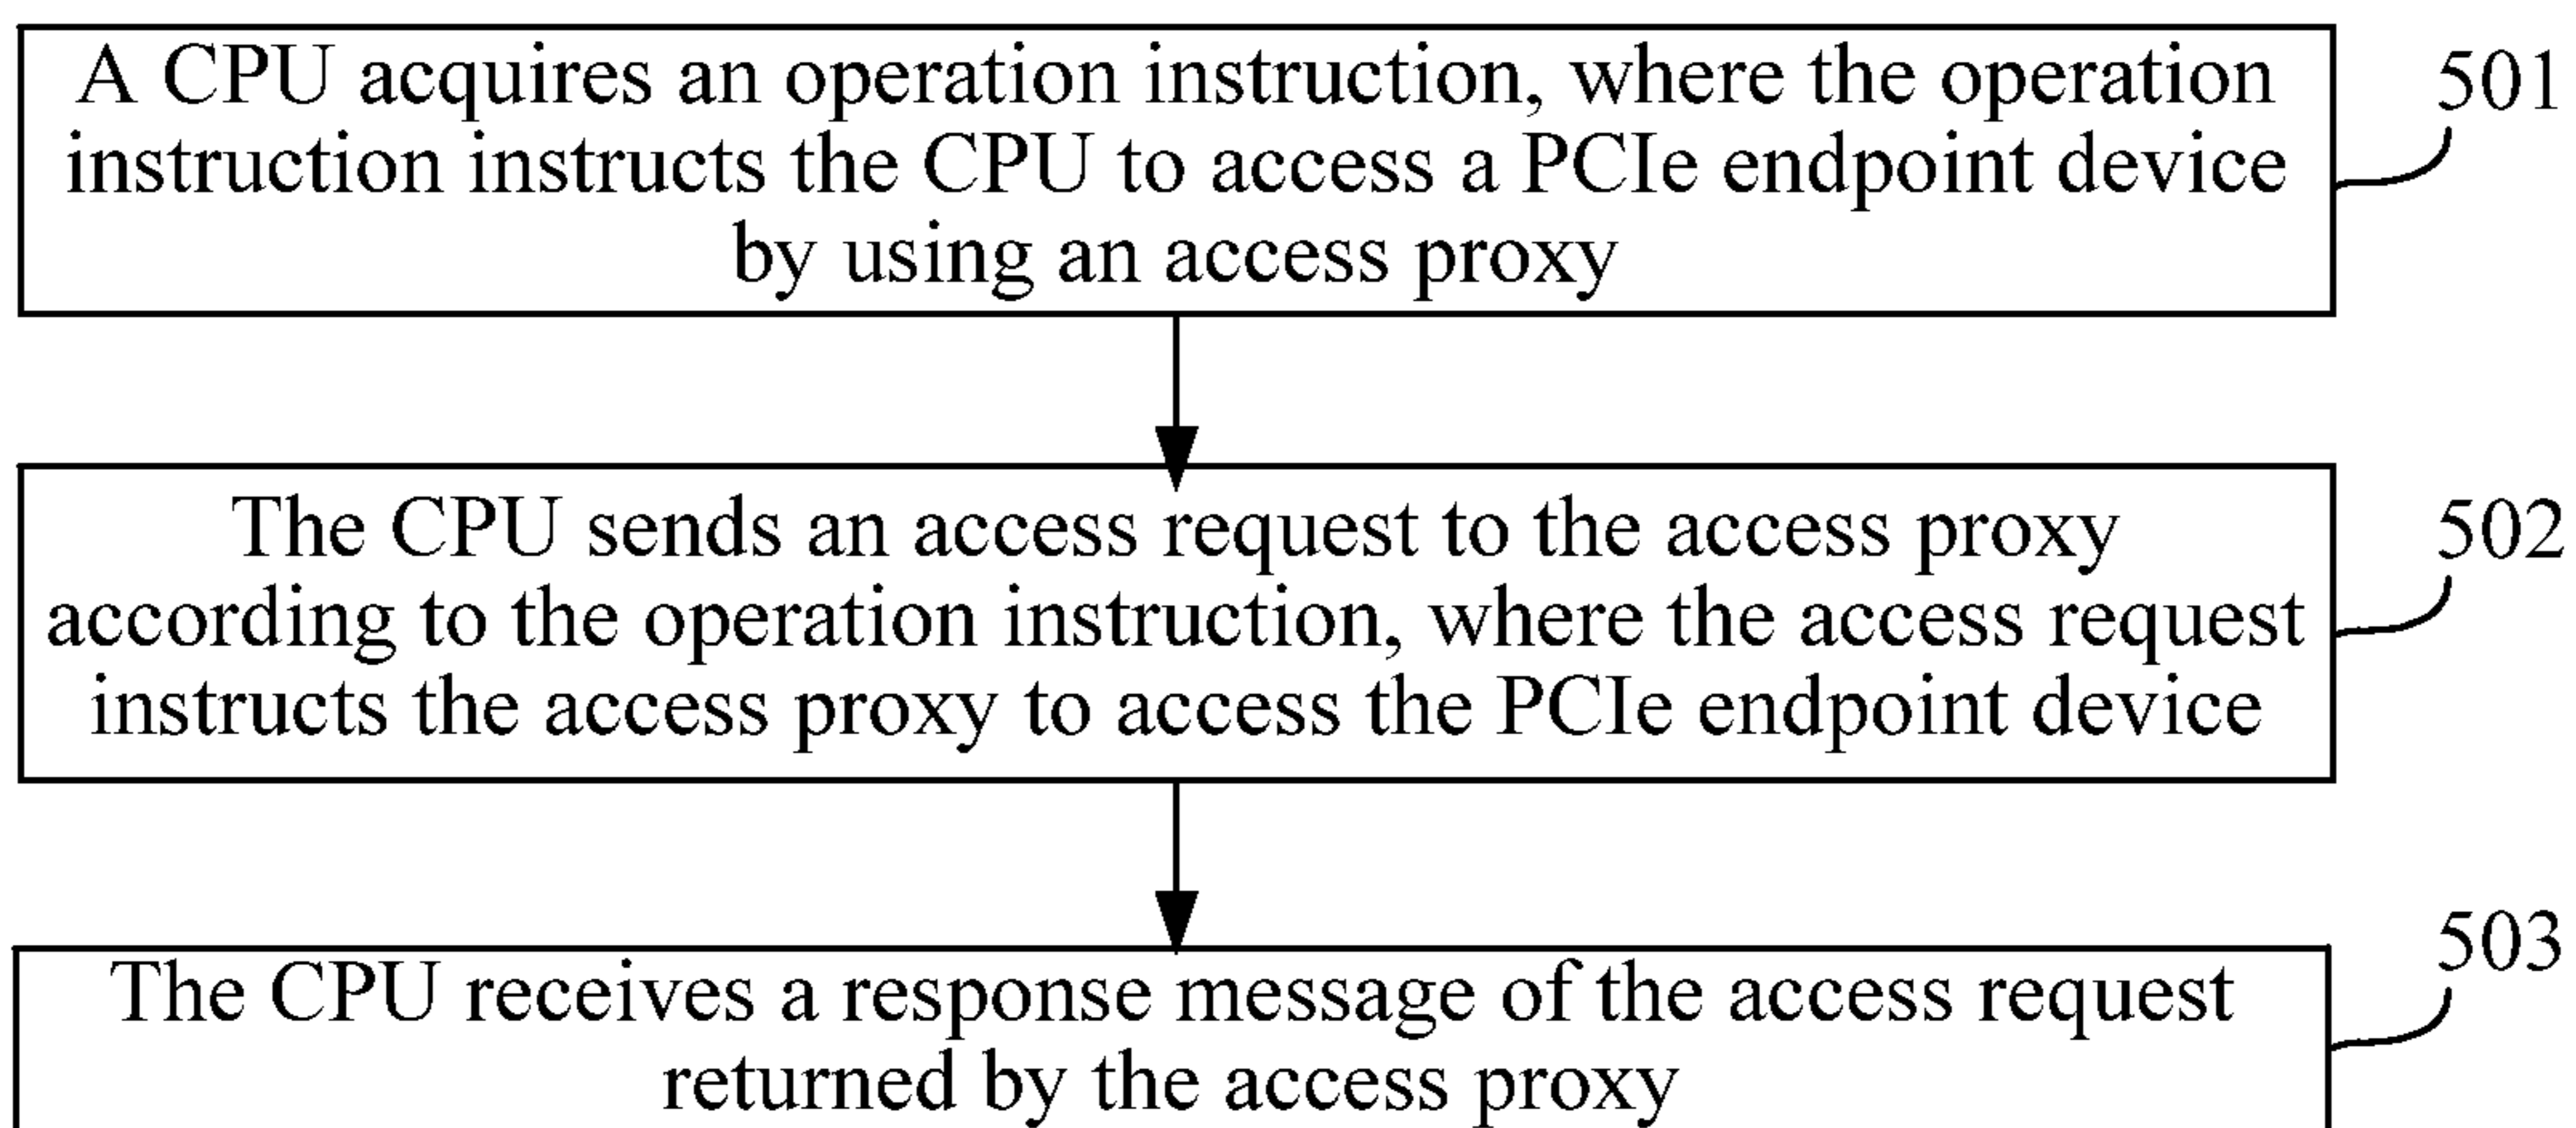 A CPU acquires an operation instruction, where the operation
instruction instructs the CPU to access a PCIe endpoint device
by using an access proxy
501
The CPU sends an access request to the access proxy
according to the operation instruction, where the access request
instructs the access proxy to access the PCIe endpoint device
502
The CPU receives a response message of the access request
returned by the access proxy
503